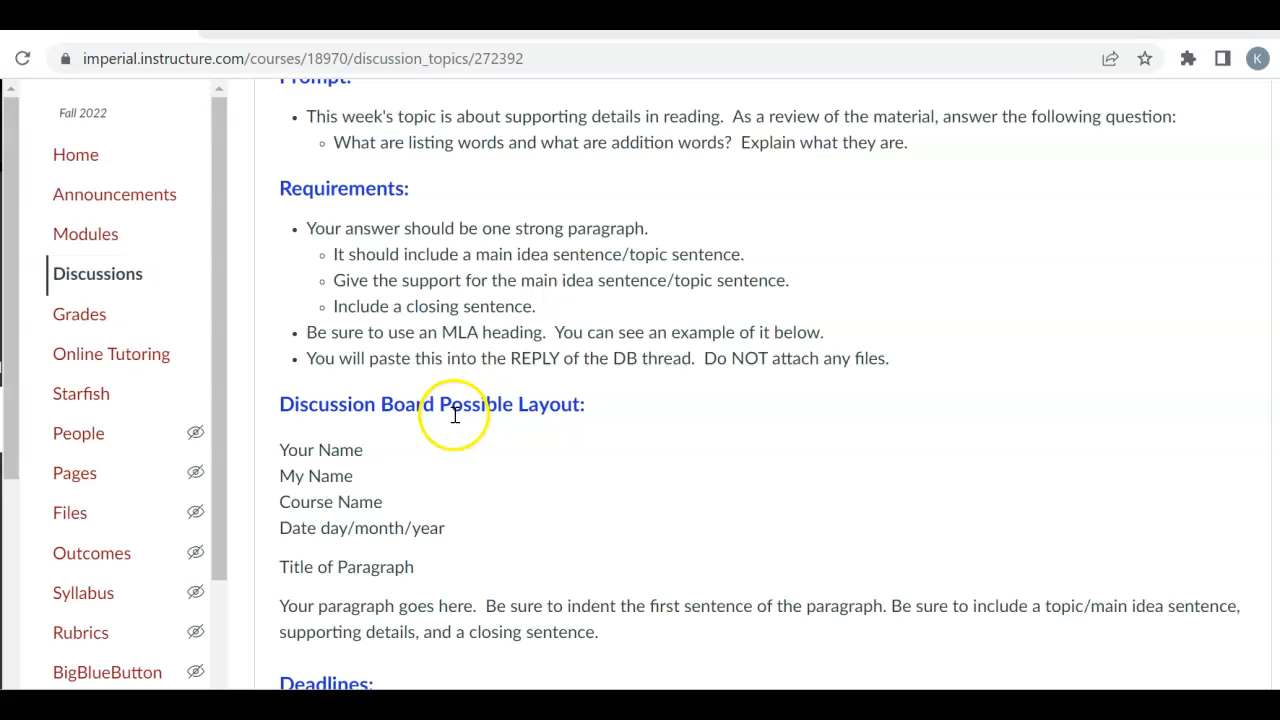 imperial.instructure.com/courses/18970/discussion_topics/272392
K
Fall 2022
Home
Announcements
Modules
Discussions
Grades
Online Tutoring
Starfish
People
Pages
Files
Outcomes
Syllabus
Rubrics
BigBlueButton
Prompt:
This week's topic is about supporting details in reading.  As a review of the material, answer the following question:
What are listing words and what are addition words?  Explain what they are.
Requirements:
Your answer should be one strong paragraph.
It should include a main idea sentence/topic sentence.
Give the support for the main idea sentence/topic sentence.
Include a closing sentence.
Be sure to use an MLA heading.  You can see an example of it below.
You will paste this into the REPLY of the DB thread.  Do NOT attach any files.
Discussion Board Possible Layout:
Your Name
My Name
Course Name
Date day/month/year
Title of Paragraph
Your paragraph goes here.  Be sure to indent the first sentence of the paragraph. Be sure to include a topic/main idea sentence,
supporting details, and a closing sentence.
Deadlines: